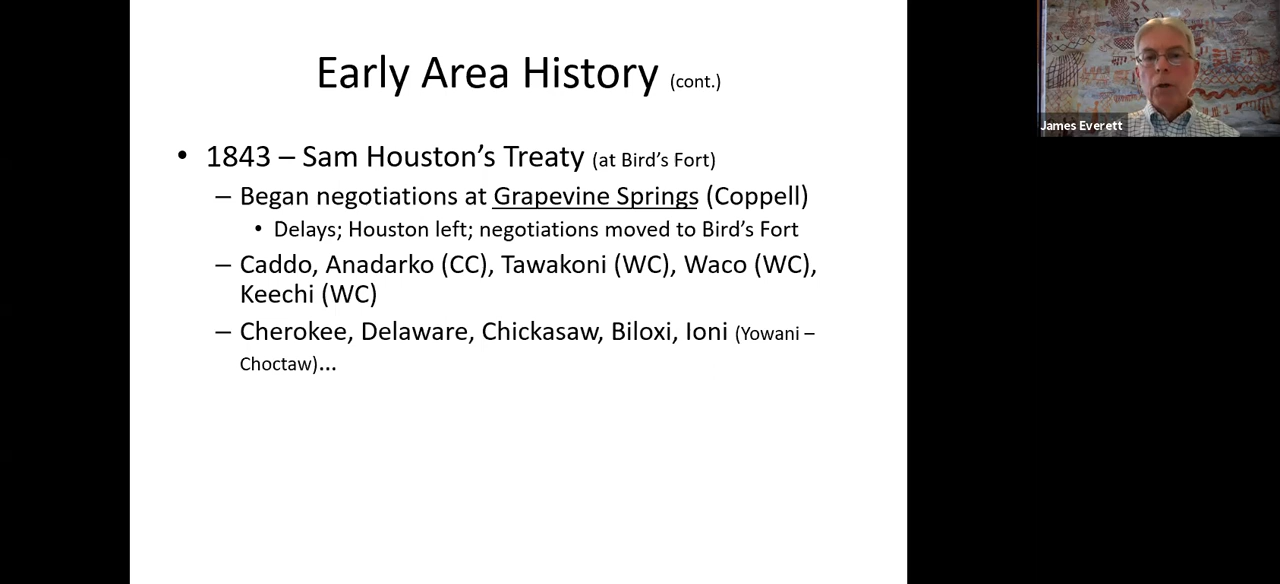 Early Area History (cont.)
• 1843 – Sam Houston's Treaty (at Bird's Fort)
– Began negotiations at Grapevine Springs (Coppell)
• Delays; Houston left; negotiations moved to Bird's Fort
– Caddo, Anadarko (CC), Tawakoni (WC), Waco (WC),
Keechi (WC)
– Cherokee, Delaware, Chickasaw, Biloxi, Ioni (Yowani –
Choctaw)...
James Everett